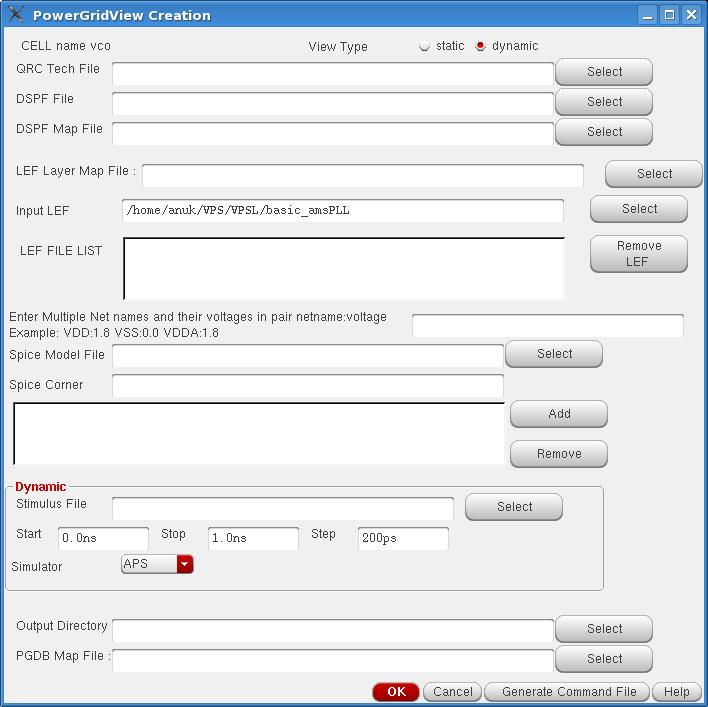 PowerGridView Creation
CELL name vco View Type static dynamic
QRC Tech File Select
DSPF File Select
DSPF Map File Select
LEF Layer Map File : Select
Input LEF /home/anuk/VPS/VPSL/basic_amsPLL Select
LEF FILE LIST Remove
LEF
Enter Multiple Net names and their voltages in pair netname:voltage
Example: VDD:1.8 VSS:0.0 VDDA:1.8
Spice Model File Select
Spice Corner
Add
Remove
Dynamic
Stimulus File Select
Start 0.0ns Stop 1.0ns Step 200ps
Simulator APS
Output Directory Select
PGDB Map File : Select
OK Cancel Generate Command File Help